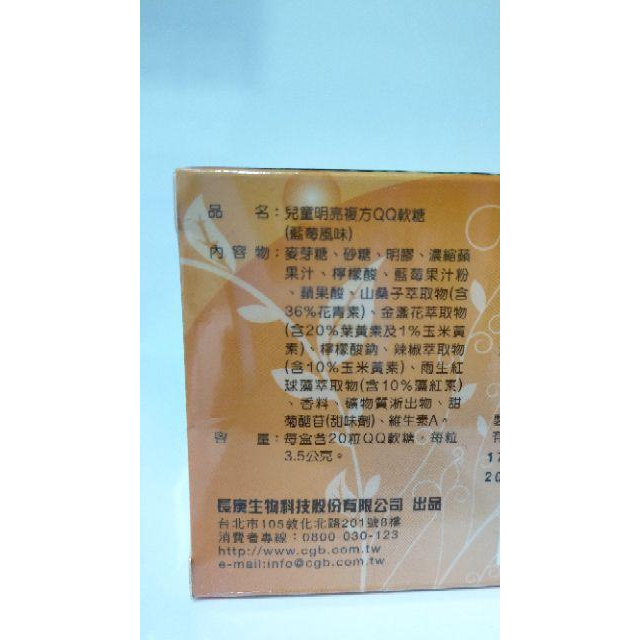 品　　名：兒童明亮複方QQ軟糖
(藍莓風味)
內 容 物：麥芽糖、砂糖、明膠、濃縮蘋
果汁、檸檬酸、藍莓果汁粉
、蘋果酸、山桑子萃取物(含
36%花青素)、金盞花萃取物
(含20%葉黃素及1%玉米黃
素)、檸檬酸鈉、辣椒萃取物
(含10%玉米黃素)、雨生紅
球藻萃取物(含10%藻紅素)
、香料、礦物質淅出物、甜
菊醣苷(甜味劑)、維生素A。
容　　量：每盒各20粒QQ軟糖，每粒
3.5公克。
17
20
長庚生物科技股份有限公司 出品
台北市105敦化北路201號8樓
消費者專線：0800-030-123
http://www.cgb.com.tw
e-mail:info@cgb.com.tw